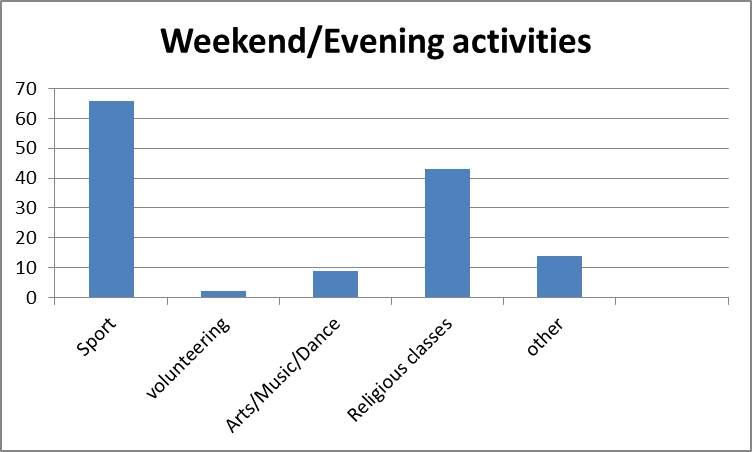 Weekend/Evening activities
70
60
50
40
30
20
10
0
Sport
volunteering
Arts/Music/Dance
Religious classes
other